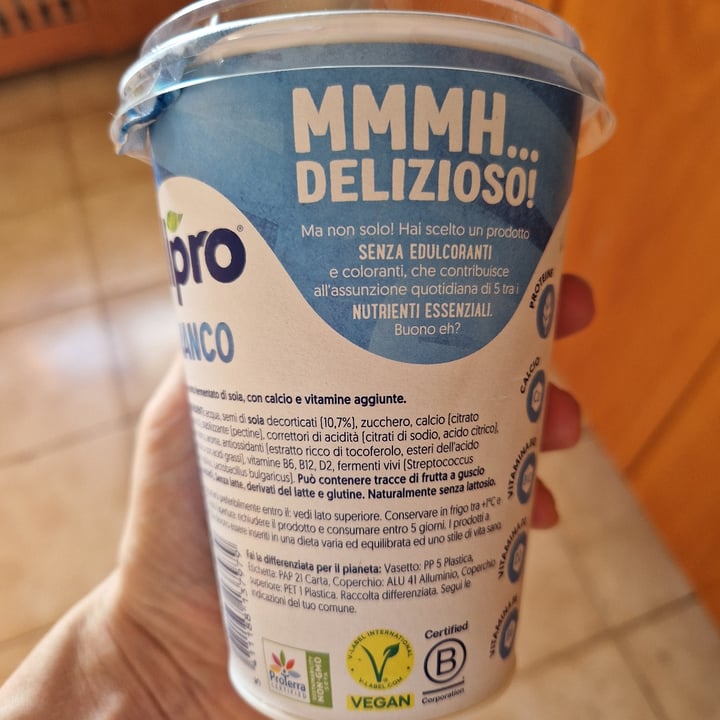 MMMH...
DELIZIOSO!
Ma non solo! Hai scelto un prodotto
SENZA EDULCORANTI
e coloranti, che contribuisce
all'assunzione quotidiana di 5 tra i
NUTRIENTI ESSENZIALI.
Buono eh?
lpro®
ANCO
PROTEINE
CALCIO
VITAMINA
VITAMINA
VITAMINA
fermentato di soia, con calcio e vitamine aggiunte.
acqua, semi di soia decorticati (10,7%), zucchero, calcio (citrato
stabilizzante (pectine), correttori di acidità (citrati di sodio, acido citrico),
aroma, antiossidanti (estratto ricco di tocoferolo, esteri dell'acido
acidi grassi), vitamine B6, B12, D2, fermenti vivi (Streptococcus
Lactobacillus bulgaricus). Può contenere tracce di frutta a guscio
Senza latte, derivati del latte e glutine. Naturalmente senza lattosio.
preferibilmente entro il: vedi lato superiore. Conservare in frigo tra +1°C e
richiudere il prodotto e consumare entro 5 giorni. I prodotti a
essere inseriti in una dieta varia ed equilibrata ed uno stile di vita sano.
Fai la differenziata per il pianeta: Vasetto: PP 5 Plastica,
Etichetta: PAP 21 Carta, Coperchio: ALU 41 Alluminio, Coperchio
superiore: PET 1 Plastica. Raccolta differenziata. Segui le
indicazioni del tuo comune.
ProTerra
CERTIFIED
SUSTAINABILITY
NON-GMO
V-LABEL INTERNATIONAL
V-LABEL.COM
VEGAN
Certified
B
Corporation